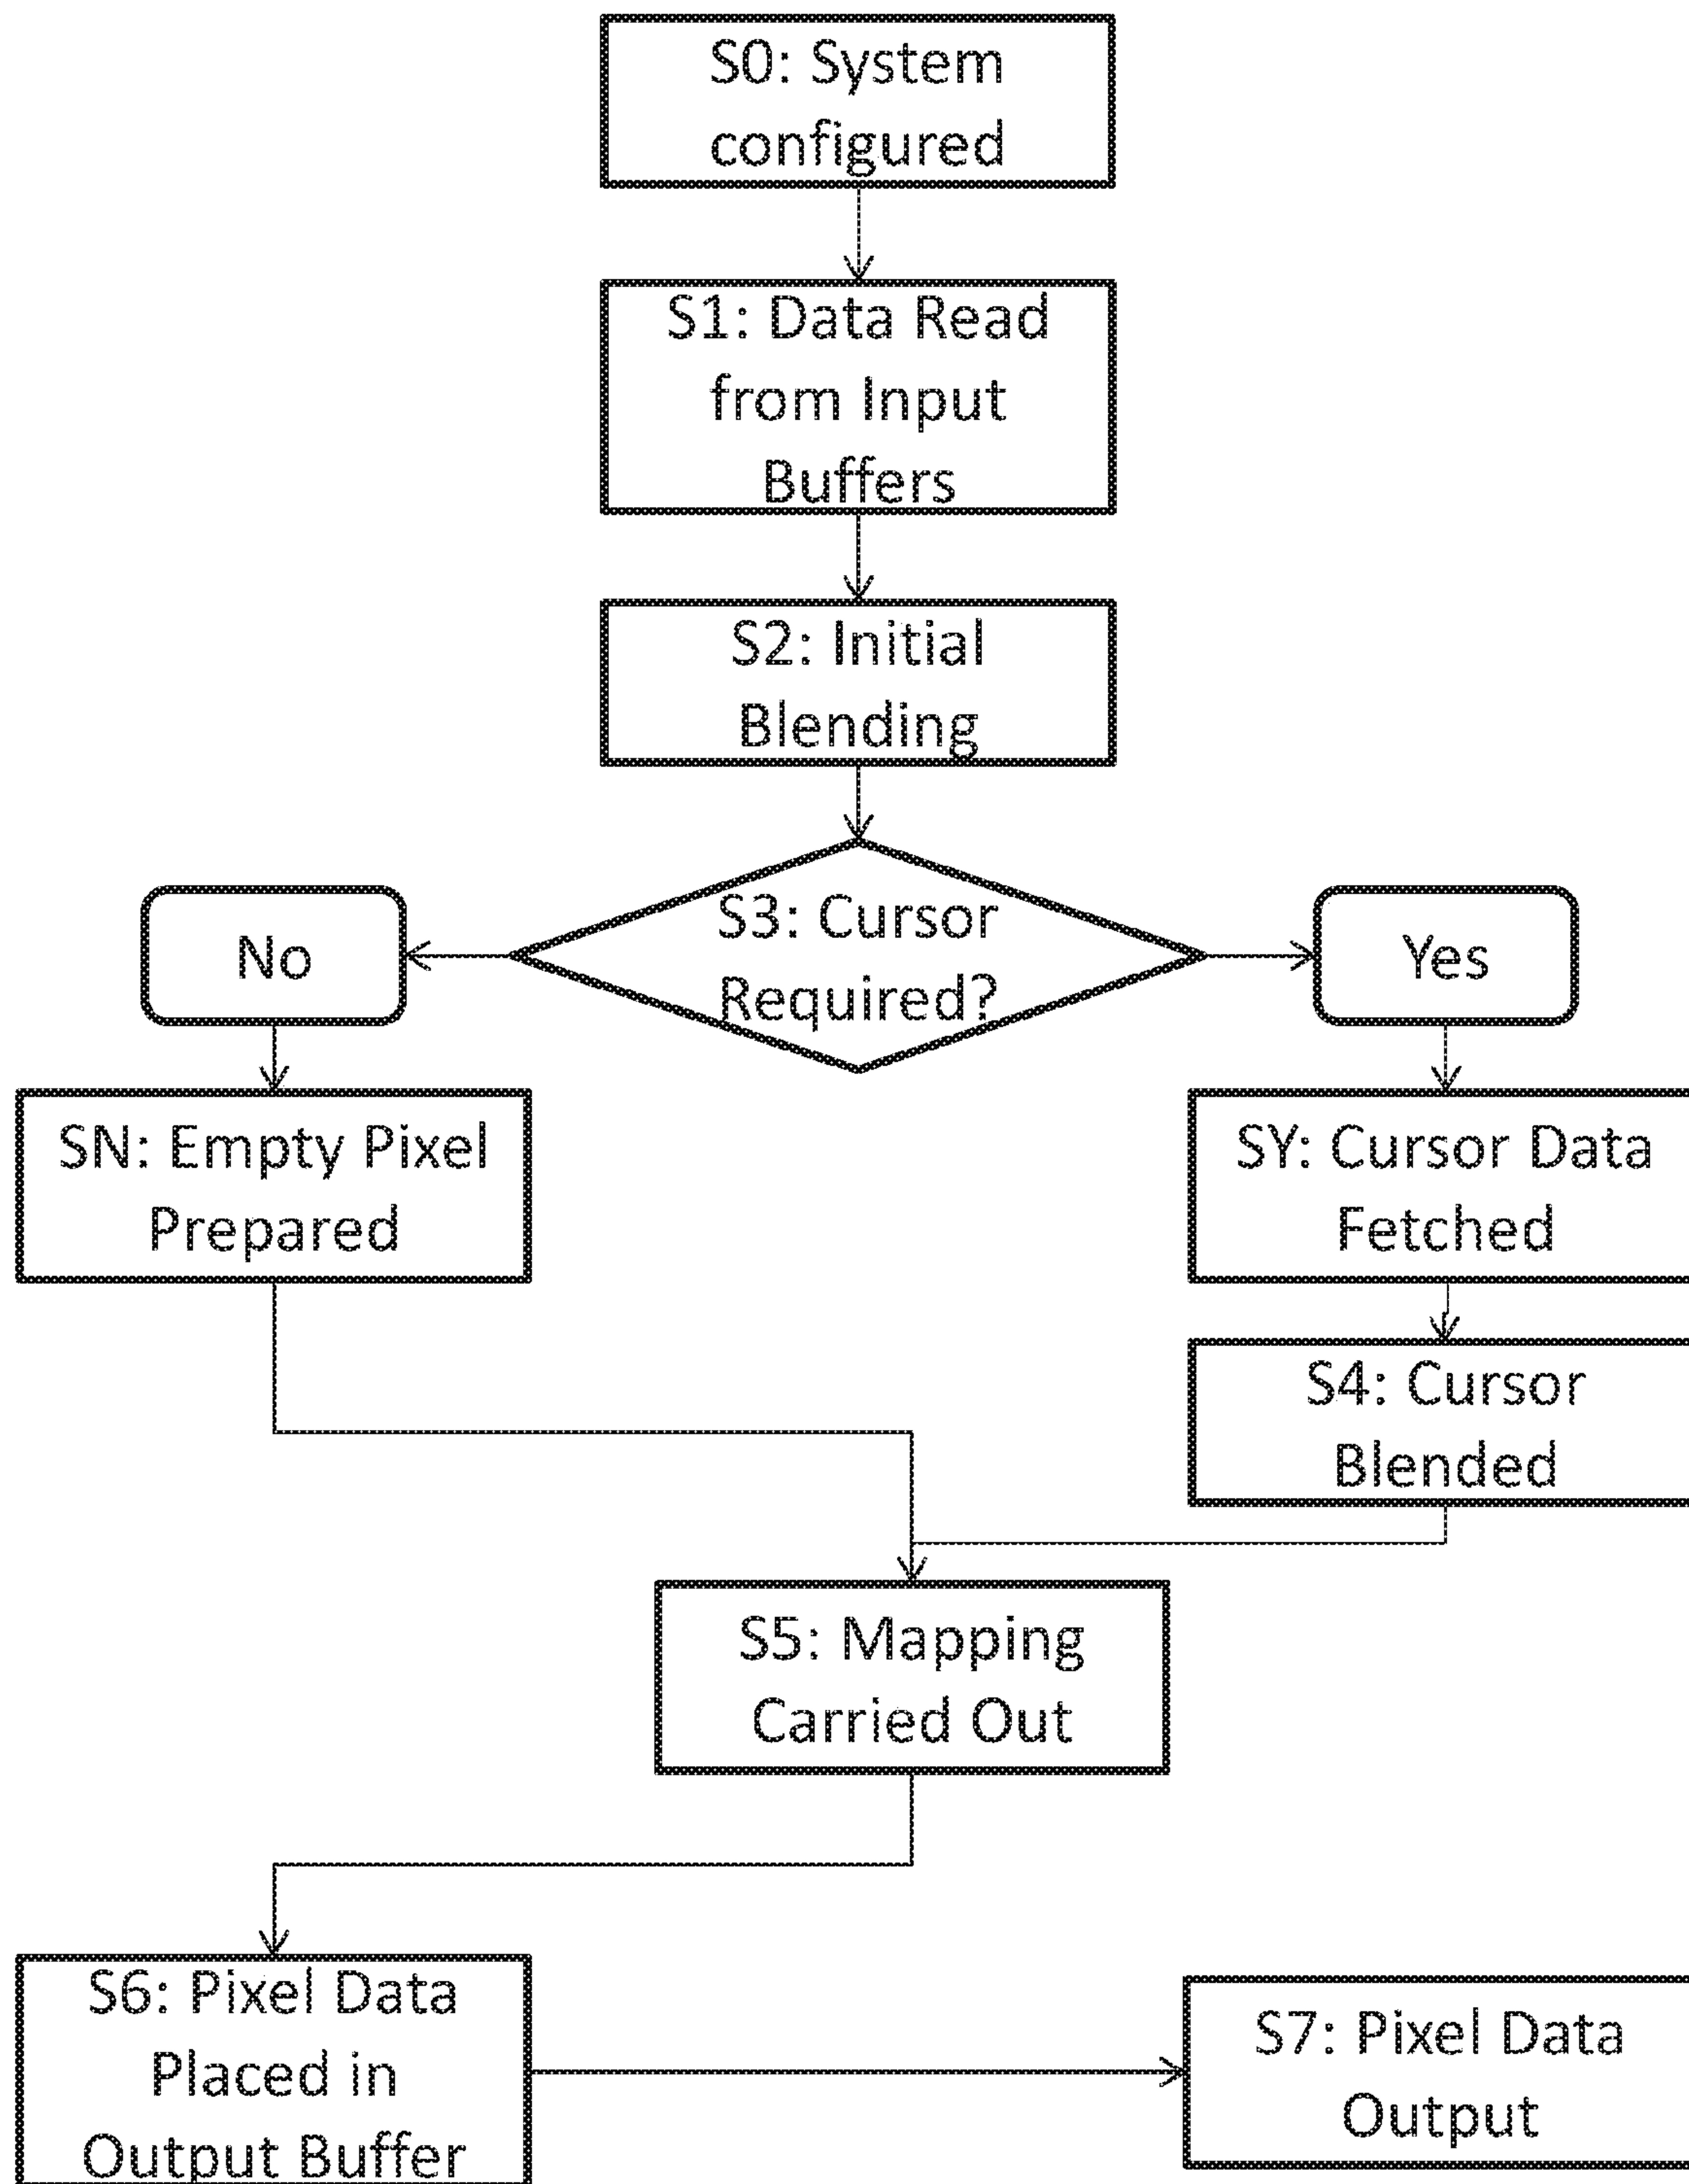 S0: System
configured
S1: Data Read
from Input
Buffers
S2: Initial
Blending
S3: Cursor
Required?
No
Yes
SN: Empty Pixel
Prepared
SY: Cursor Data
Fetched
S4: Cursor
Blended
S5: Mapping
Carried Out
S6: Pixel Data
Placed in
Output Buffer
S7: Pixel Data
Output